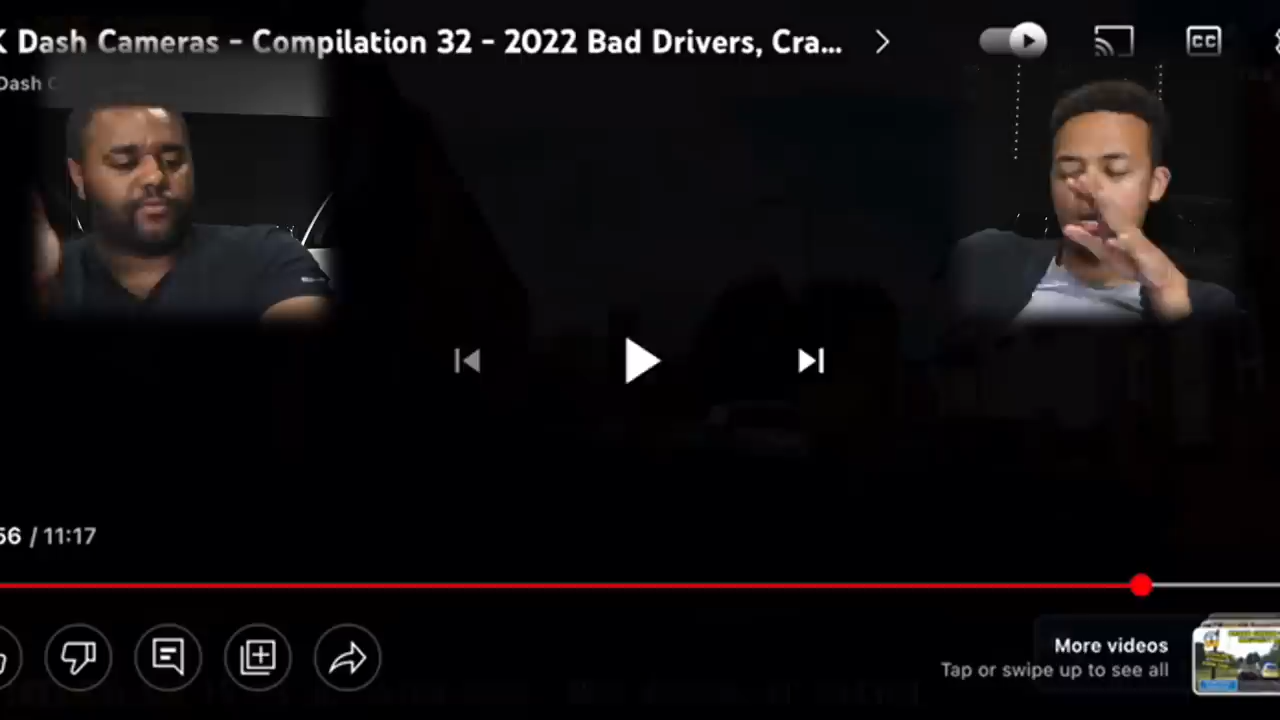 K Dash Cameras - Compilation 32 - 2022 Bad Drivers, Cra...
CC
Dash C
56 / 11:17
More videos
Tap or swipe up to see all